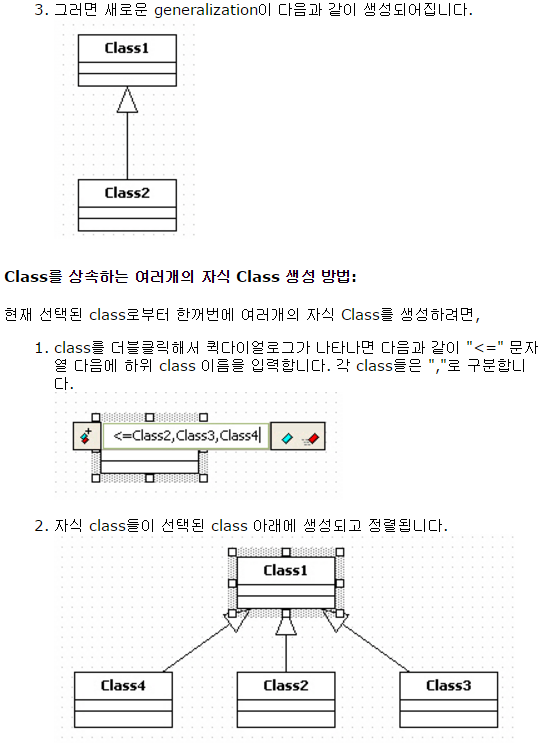 3. 그러면 새로운 generalization이 다음과 같이 생성되어집니다.
Class1
Class2
Class를 상속하는 여러개의 자식 Class 생성 방법:
현재 선택된 class로부터 한꺼번에 여러개의 자식 Class를 생성하려면,
1. class를 더블클릭해서 퀵다이얼로그가 나타나면 다음과 같이 "<=" 문자
열 다음에 하위 class 이름을 입력합니다. 각 class들은 ","로 구분합니
다.
<=Class2,Class3,Class4
2. 자식 class들이 선택된 class 아래에 생성되고 정렬됩니다.
Class1
Class4 Class2 Class3